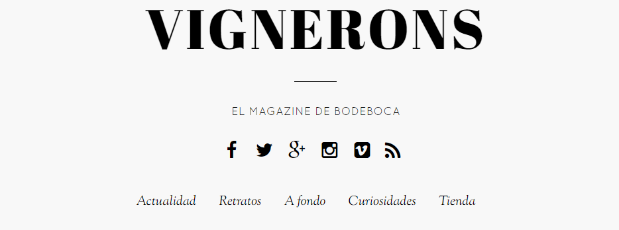 VIGNERONS
EL MAGAZINE DE BODEBOCA
Actualidad Retratos A fondo Curiosidades Tienda